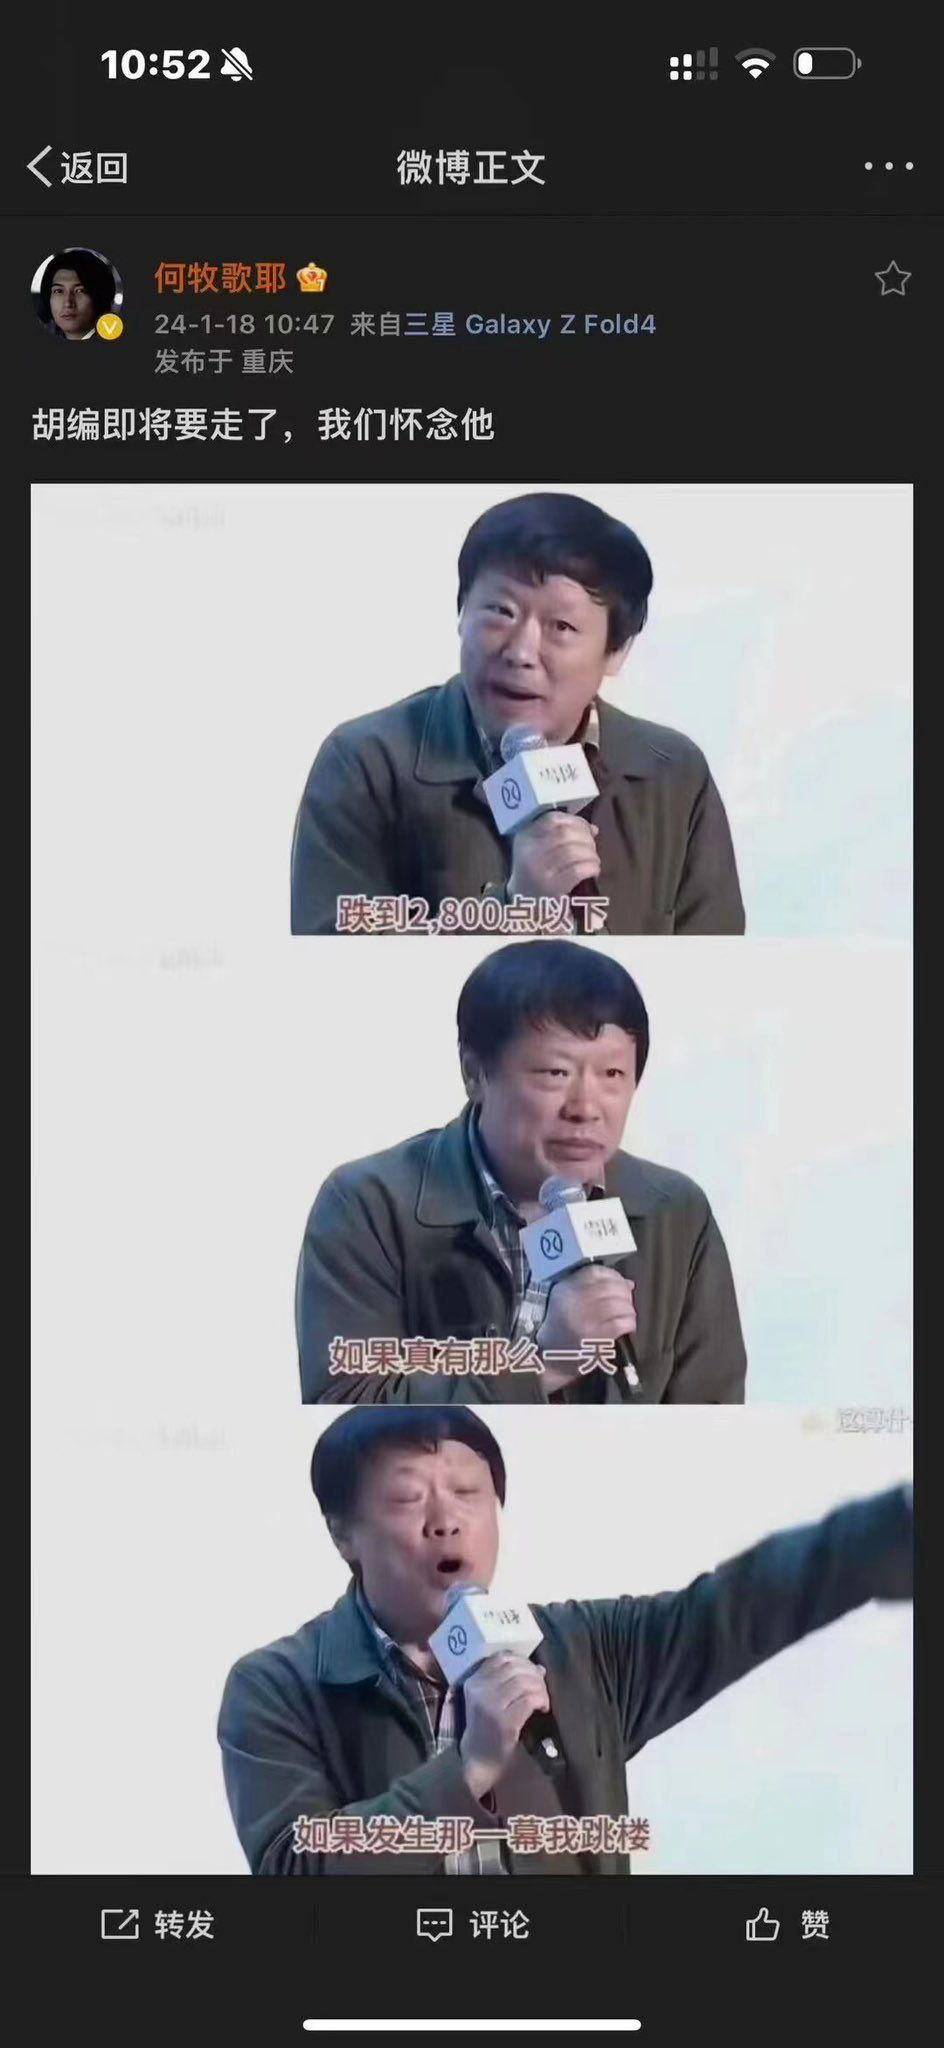 10:52
返回
微博正文
何牧歌耶
24-1-18 10:47 来自三星 Galaxy Z Fold4
发布于 重庆
胡编即将要走了，我们怀念他
跌到2,800点以下
如果真有那么一天
如果发生那一幕我跳楼
转发
评论
赞